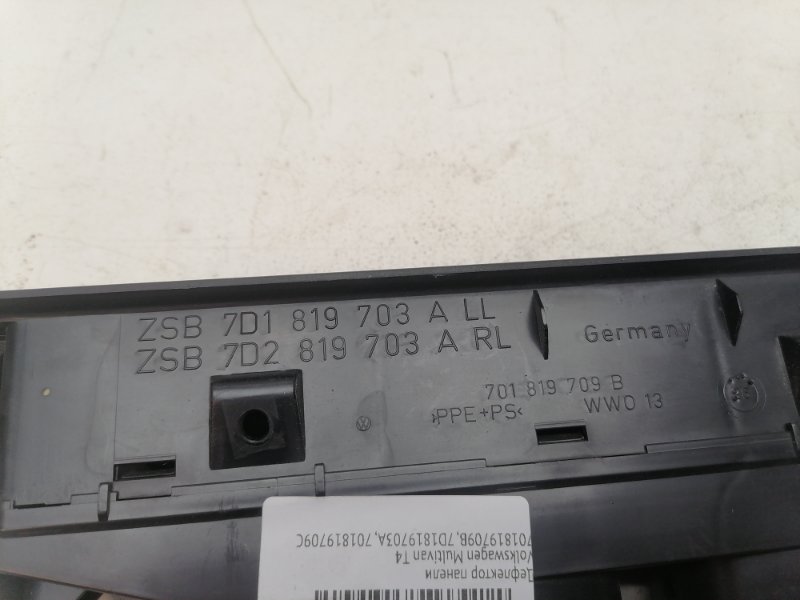 ZSB 7D1 819 703 A LL
ZSB 7D2 819 703 A RL
Germany
701 819 709 B
>PPE+PS<
WWD 13
Дефлектор панели
Volkswagen Multivan T4
701819709B,7D1819703A,701819709C